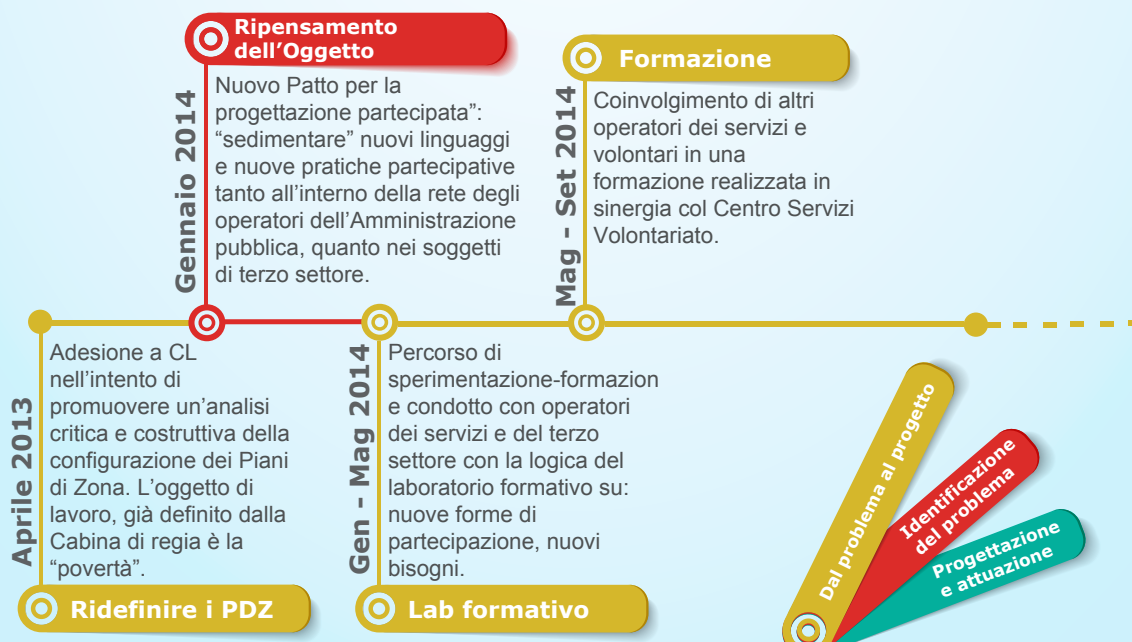 Ripensamento
dell'Oggetto
Gennaio 2014
Nuovo Patto per la
progettazione partecipata”:
“sedimentare” nuovi linguaggi
e nuove pratiche partecipative
tanto all’interno della rete degli
operatori dell’Amministrazione
pubblica, quanto nei soggetti
di terzo settore.
Formazione
Mag - Set 2014
Coinvolgimento di altri
operatori dei servizi e
volontari in una
formazione realizzata in
sinergia col Centro Servizi
Volontariato.
Aprile 2013
Adesione a CL
nell’intento di
promuovere un’analisi
critica e costruttiva della
configurazione dei Piani
di Zona. L’oggetto di
lavoro, già definito dalla
Cabina di regia è la
“povertà”.
Ridefinire i PDZ
Gen - Mag 2014
Percorso di
sperimentazione-formazion
e condotto con operatori
dei servizi e del terzo
settore con la logica del
laboratorio formativo su:
nuove forme di
partecipazione, nuovi
bisogni.
Lab formativo
Dal problema al progetto
Identificazione
del problema
Progettazione
e attuazione